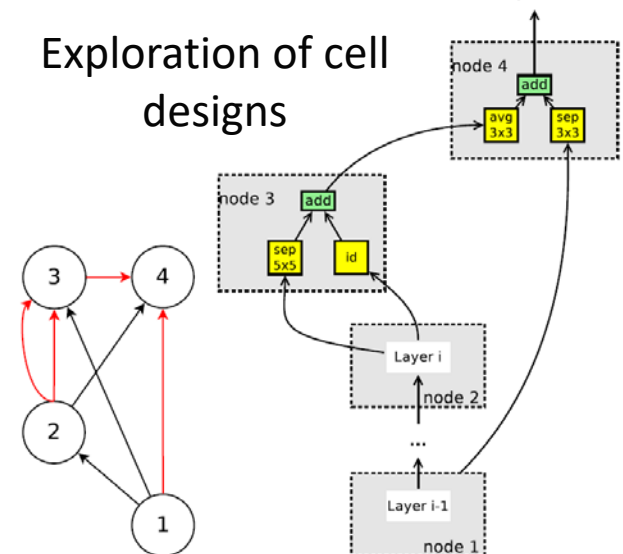 Exploration of cell
designs
node 4
add
avg
3x3
sep
3x3
node 3
add
sep
5x5
id
3
4
Layer i
node 2
2
...
Layer i-1
node 1
1